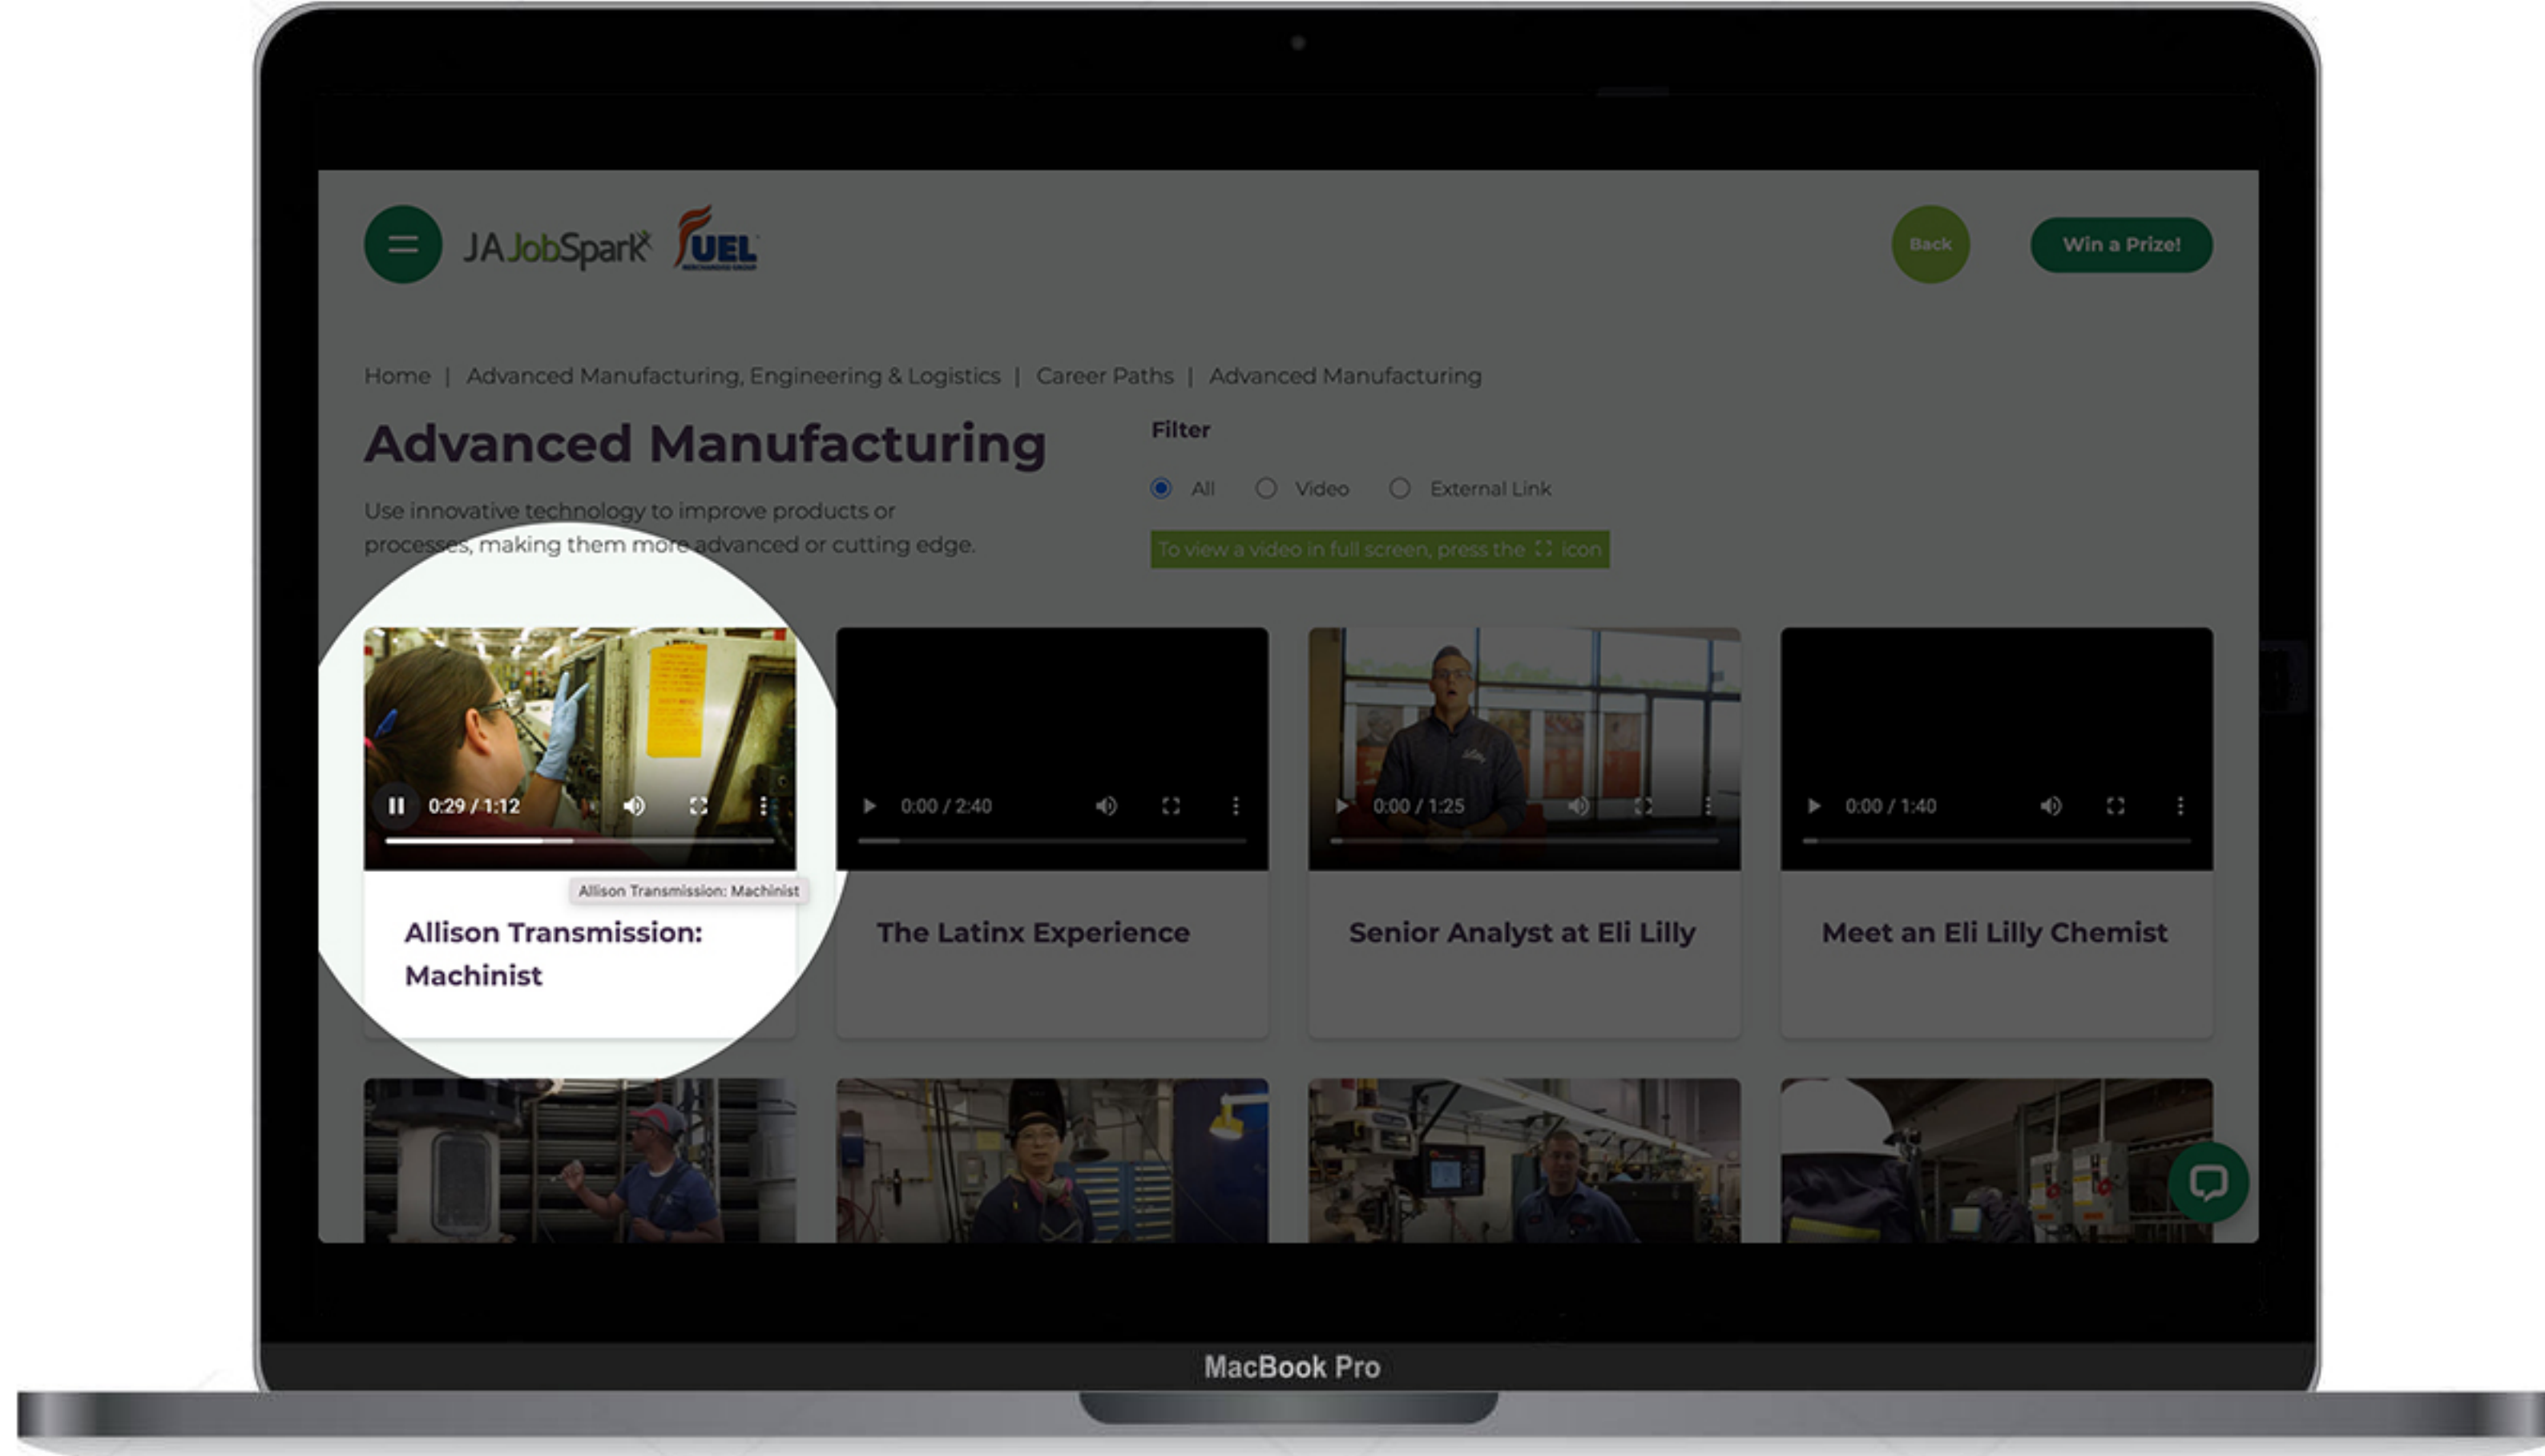 JA JobSpark
FUEL
Back
Win a Prize!
Home | Advanced Manufacturing, Engineering & Logistics | Career Paths | Advanced Manufacturing
Advanced Manufacturing
Use innovative technology to improve products or
processes, making them more advanced or cutting edge.
Filter
All Video External Link
To view a video in full screen, press the icon
0:29 / 1:12
0:00 / 2:40
0:00 / 1:25
0:00 / 1:40
Allison Transmission: Machinist
Allison Transmission:
Machinist
The Latinx Experience
Senior Analyst at Eli Lilly
Meet an Eli Lilly Chemist
MacBook Pro